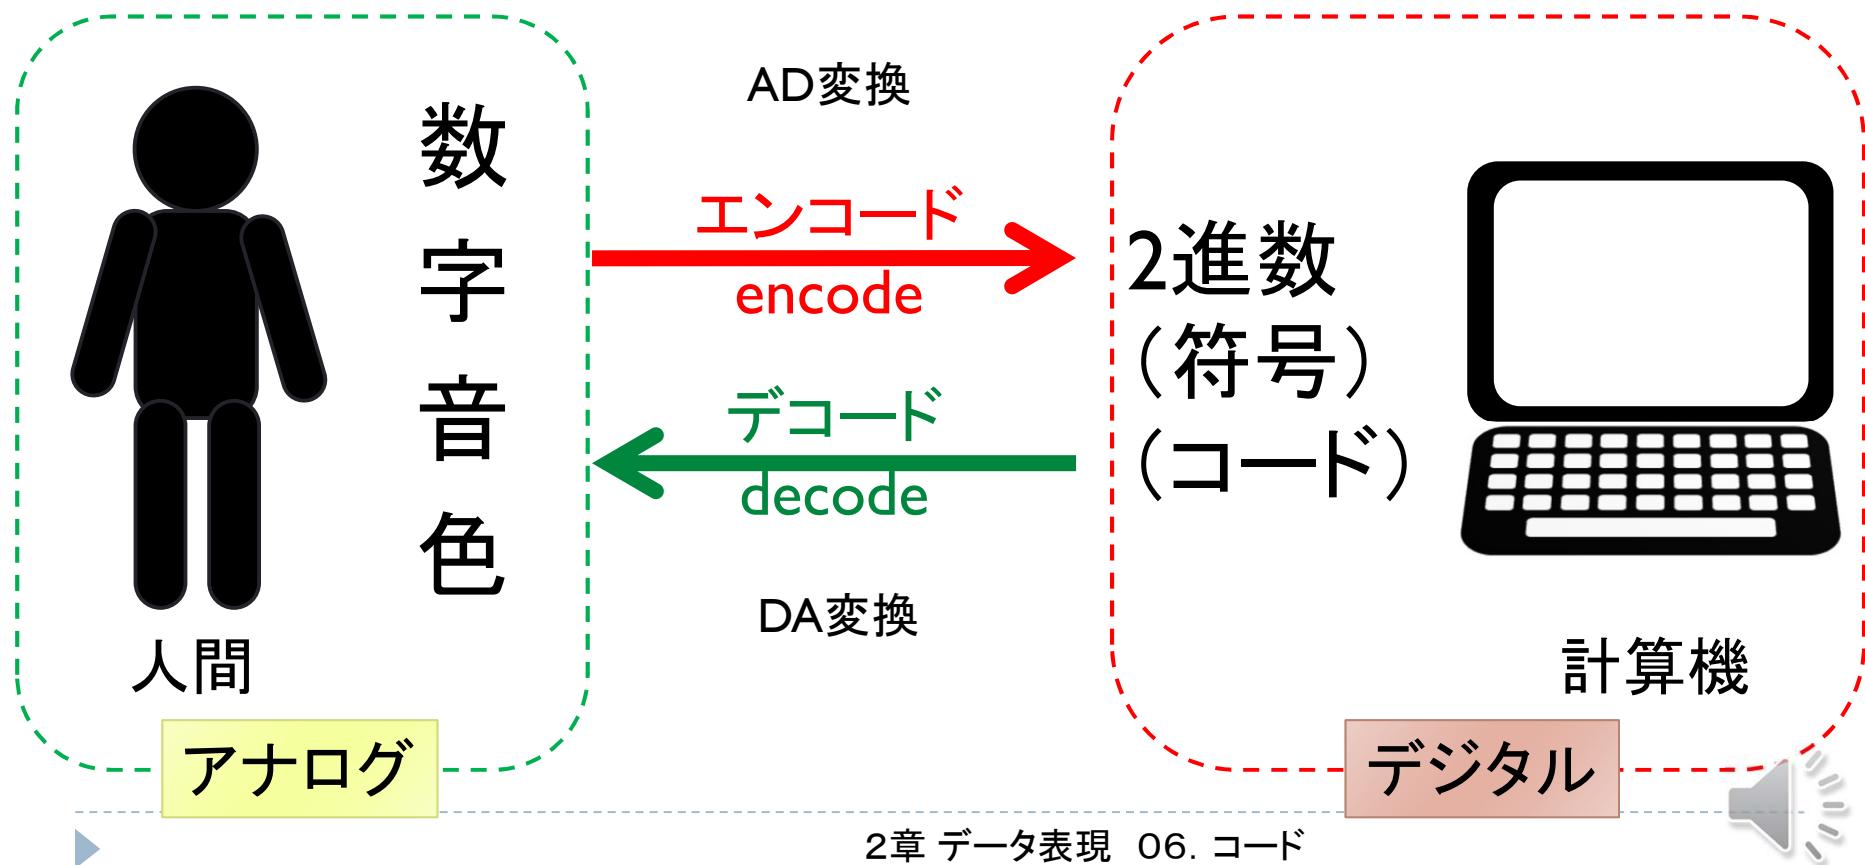 数
字
音
色
人間
アナログ
AD変換
エンコード
encode
デコード
decode
DA変換
2進数
（符号）
（コード）
計算機
デジタル
2章 データ表現　06．コード